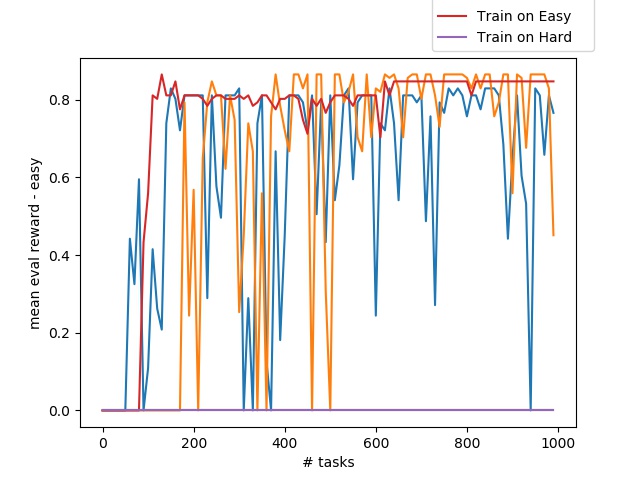 Train on Easy
Train on Hard
0.8
0.6
0.4
0.2
0.0
mean eval reward - easy
0 200 400 600 800 1000
# tasks